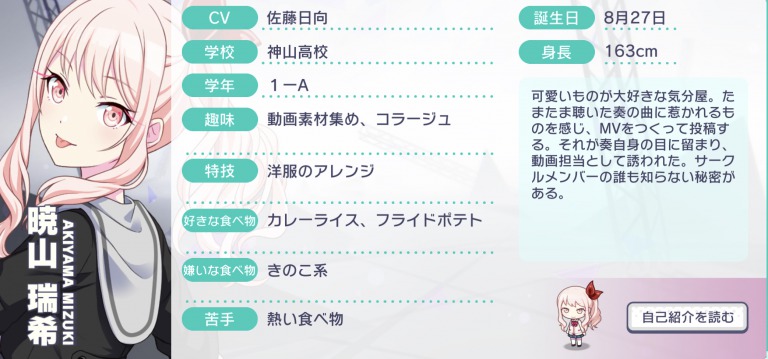 暁山 瑞希
AKIYAMA MIZUKI
CV 佐藤日向
学校 神山高校
学年 1−A
趣味 動画素材集め、コラージュ
特技 洋服のアレンジ
好きな食べ物 カレーライス、フライドポテト
嫌いな食べ物 きのこ系
苦手 熱い食べ物
誕生日 8月27日
身長 163cm
可愛いものが大好きな気分屋。た
またま聴いた奏の曲に惹かれるも
のを感じ、MVをつくって投稿す
る。それが奏自身の目に留まり、
動画担当として誘われた。サーク
ルメンバーの誰も知らない秘密が
ある。
自己紹介を読む